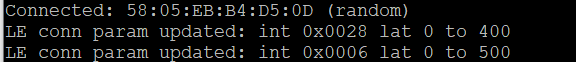 Connected: 58:05:EB:B4:D5:0D (random)
LE conn param updated: int 0x0028 lat 0 to 400
LE conn param updated: int 0x0006 lat 0 to 500